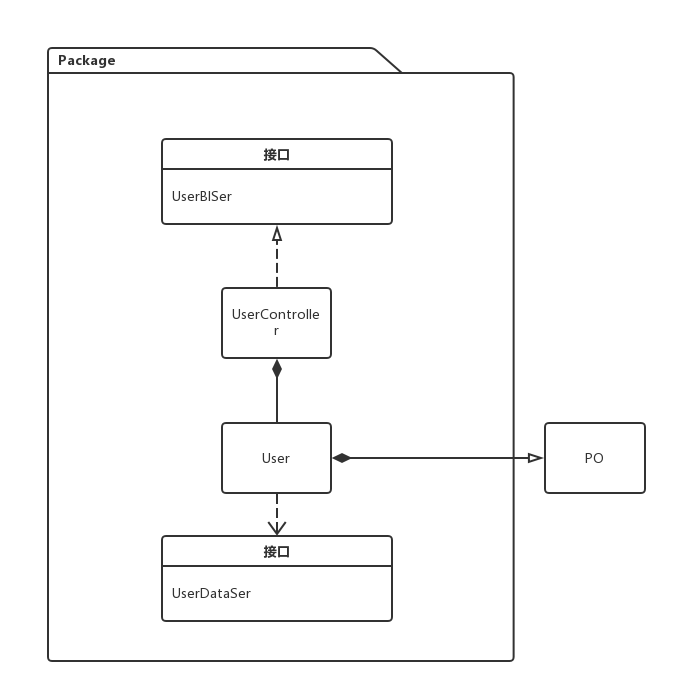 Package
接口
UserBlSer
UserControlle
r
User
PO
接口
UserDataSer